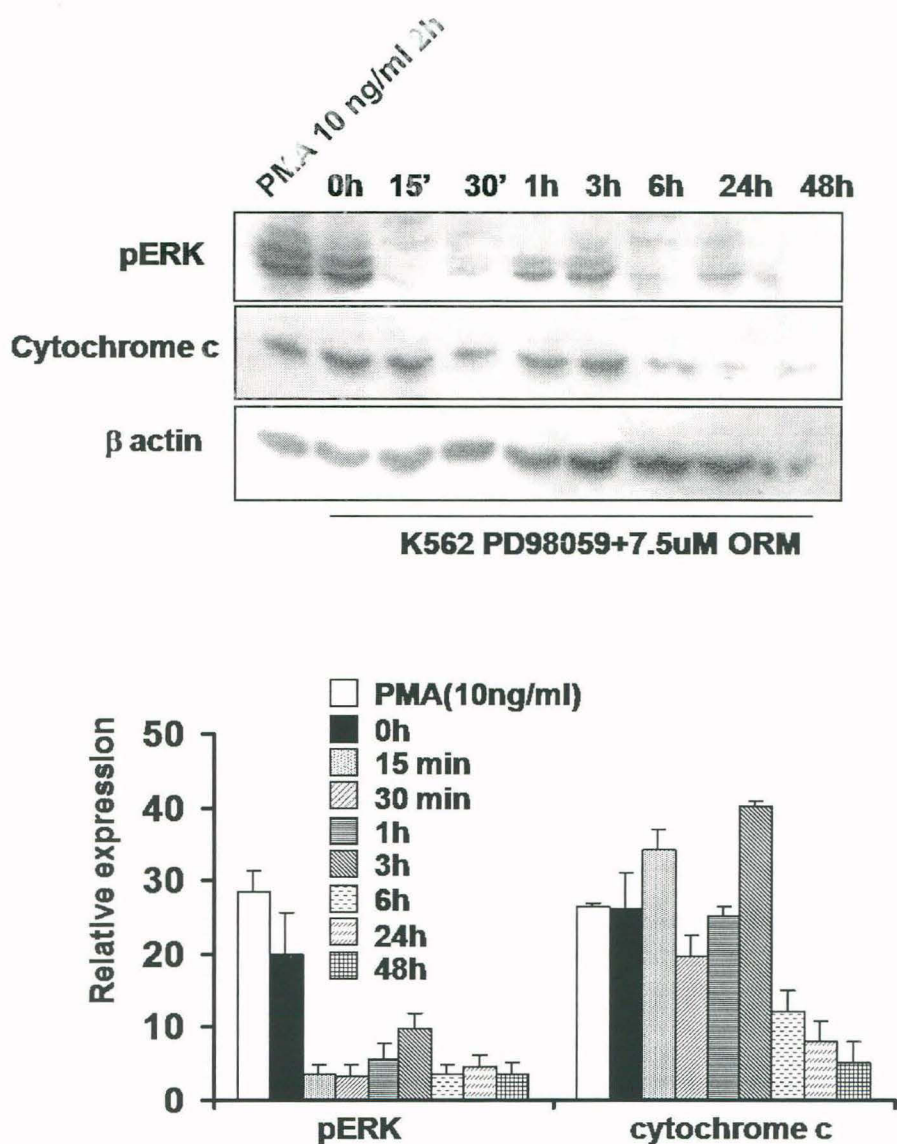 PMA 10 ng/ml 2h
0h 15' 30' 1h 3h 6h 24h 48h
pERK
Cytochrome c
β actin
K562 PD98059+7.5uM ORM
PMA(10ng/ml)
0h
15 min
30 min
1h
3h
6h
24h
48h
Relative expression
50
40
30
20
10
0
pERK cytochrome c